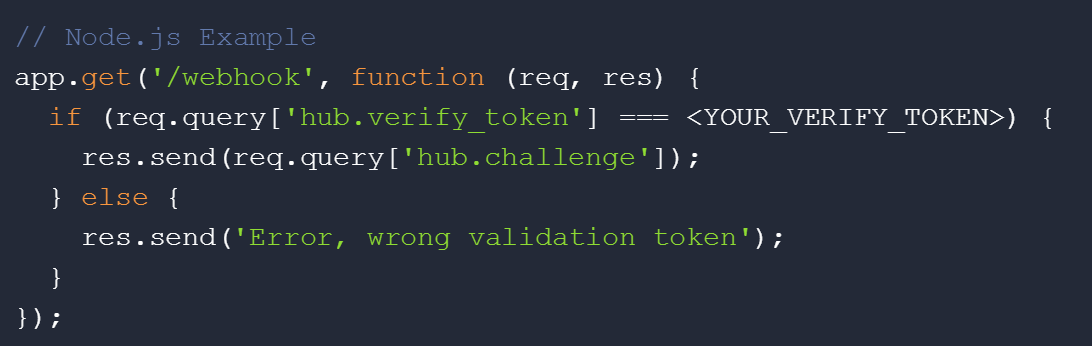 // Node.js Example
app.get('/webhook', function (req, res) {
  if (req.query['hub.verify_token'] === <YOUR_VERIFY_TOKEN>) {
    res.send(req.query['hub.challenge']);
  } else {
    res.send('Error, wrong validation token');
  }
});